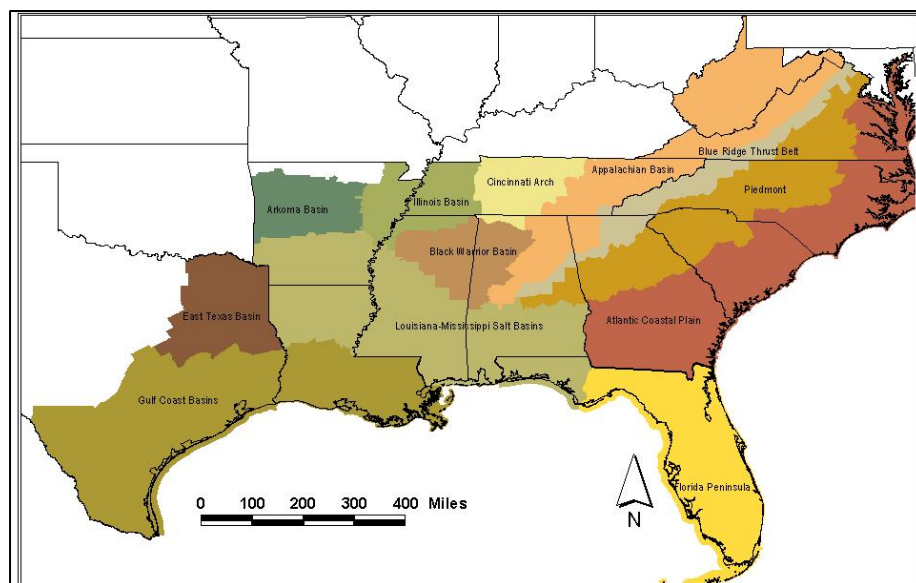 Blue Ridge Thrust Belt
Cincinnati Arch
Appalachian Basin
Piedmont
Arkoma Basin
Illinois Basin
Black Warrior Basin
East Texas Basin
Louisiana-Mississippi Salt Basins
Atlantic Coastal Plain
Gulf Coast Basins
Florida Peninsula
0 100 200 300 400 Miles
N